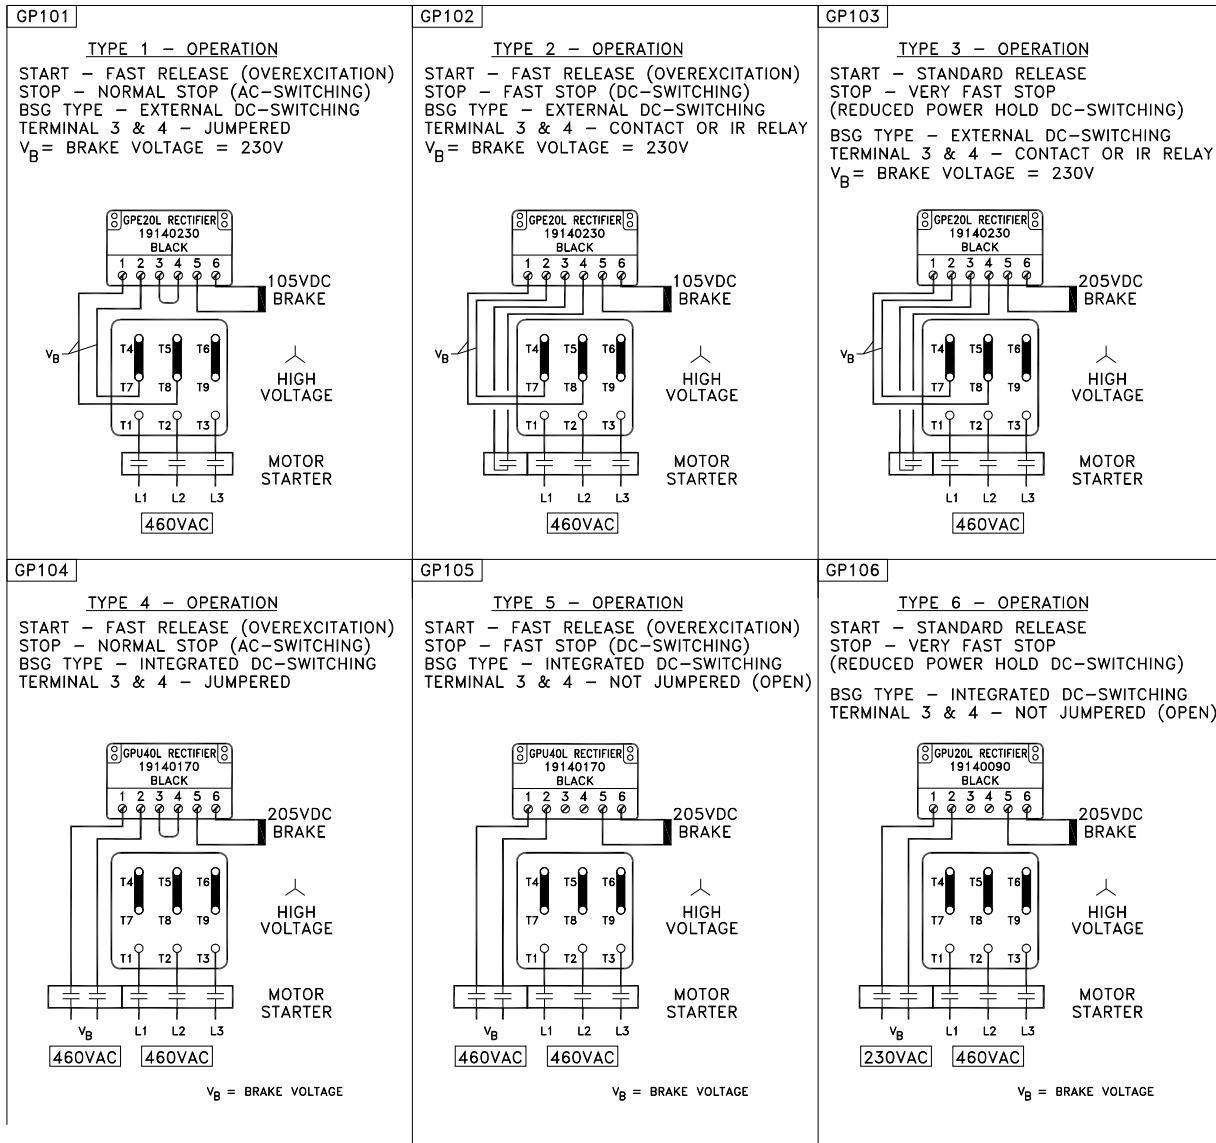 GP101
TYPE 1 - OPERATION
START - FAST RELEASE (OVEREXCITATION)
STOP - NORMAL STOP (AC-SWITCHING)
BSG TYPE - EXTERNAL DC-SWITCHING
TERMINAL 3 & 4 - JUMPERED
VB= BRAKE VOLTAGE = 230V
GPE20L RECTIFIER
19140230
BLACK
1 2 3 4 5 6
105VDC
BRAKE
VB
T4 T5 T6
T7 T8 T9
HIGH
VOLTAGE
T1 T2 T3
MOTOR
STARTER
L1 L2 L3
460VAC
GP102
TYPE 2 - OPERATION
START - FAST RELEASE (OVEREXCITATION)
STOP - FAST STOP (DC-SWITCHING)
BSG TYPE - EXTERNAL DC-SWITCHING
TERMINAL 3 & 4 - CONTACT OR IR RELAY
VB= BRAKE VOLTAGE = 230V
GPE20L RECTIFIER
19140230
BLACK
1 2 3 4 5 6
105VDC
BRAKE
VB
T4 T5 T6
T7 T8 T9
HIGH
VOLTAGE
T1 T2 T3
MOTOR
STARTER
L1 L2 L3
460VAC
GP103
TYPE 3 - OPERATION
START - STANDARD RELEASE
STOP - VERY FAST STOP
(REDUCED POWER HOLD DC-SWITCHING)
BSG TYPE - EXTERNAL DC-SWITCHING
TERMINAL 3 & 4 - CONTACT OR IR RELAY
VB= BRAKE VOLTAGE = 230V
GPE20L RECTIFIER
19140230
BLACK
1 2 3 4 5 6
205VDC
BRAKE
VB
T4 T5 T6
T7 T8 T9
HIGH
VOLTAGE
T1 T2 T3
MOTOR
STARTER
L1 L2 L3
460VAC
GP104
TYPE 4 - OPERATION
START - FAST RELEASE (OVEREXCITATION)
STOP - NORMAL STOP (AC-SWITCHING)
BSG TYPE - INTEGRATED DC-SWITCHING
TERMINAL 3 & 4 - JUMPERED
GPU40L RECTIFIER
19140170
BLACK
1 2 3 4 5 6
205VDC
BRAKE
T4 T5 T6
T7 T8 T9
HIGH
VOLTAGE
T1 T2 T3
MOTOR
STARTER
VB L1 L2 L3
460VAC 460VAC
VB = BRAKE VOLTAGE
GP105
TYPE 5 - OPERATION
START - FAST RELEASE (OVEREXCITATION)
STOP - FAST STOP (DC-SWITCHING)
BSG TYPE - INTEGRATED DC-SWITCHING
TERMINAL 3 & 4 - NOT JUMPERED (OPEN)
GPU40L RECTIFIER
19140170
BLACK
1 2 3 4 5 6
205VDC
BRAKE
T4 T5 T6
T7 T8 T9
HIGH
VOLTAGE
T1 T2 T3
MOTOR
STARTER
VB L1 L2 L3
460VAC 460VAC
VB = BRAKE VOLTAGE
GP106
TYPE 6 - OPERATION
START - STANDARD RELEASE
STOP - VERY FAST STOP
(REDUCED POWER HOLD DC-SWITCHING)
BSG TYPE - INTEGRATED DC-SWITCHING
TERMINAL 3 & 4 - NOT JUMPERED (OPEN)
GPU20L RECTIFIER
19140090
BLACK
1 2 3 4 5 6
205VDC
BRAKE
T4 T5 T6
T7 T8 T9
HIGH
VOLTAGE
T1 T2 T3
MOTOR
STARTER
VB L1 L2 L3
230VAC 460VAC
VB = BRAKE VOLTAGE